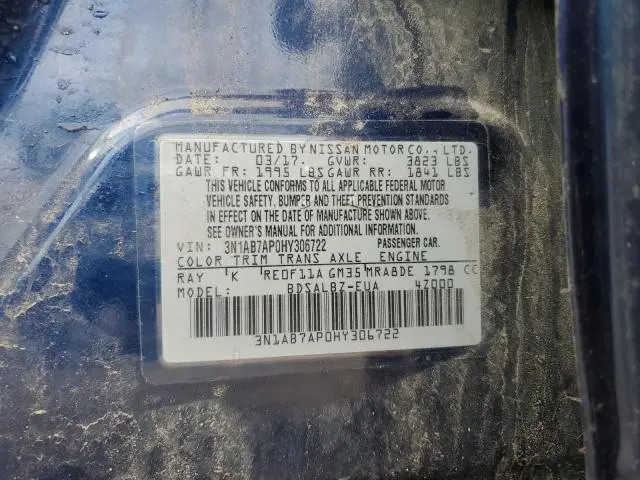 MANUFACTURED BY NISSAN MOTOR CO., LTD.
DATE: 03/17. GVWR: 3823 LBS
GAWR FR: 1995 LBS GAWR RR: 1841 LBS
THIS VEHICLE CONFORMS TO ALL APPLICABLE FEDERAL MOTOR
VEHICLE SAFETY, BUMPER AND THEFT PREVENTION STANDARDS
IN EFFECT ON THE DATE OF MANUFACTURE SHOWN ABOVE.
SEE OWNER'S MANUAL FOR ADDITIONAL INFORMATION.
VIN: 3N1AB7AP0HY306722 PASSENGER CAR.
COLOR TRIM TRANS AXLE ENGINE
RAY K RE0F11A GM35 MRA8DE 1798 CC
MODEL: BDSALBZ-EUA 4Z000
3N1AB7AP0HY306722